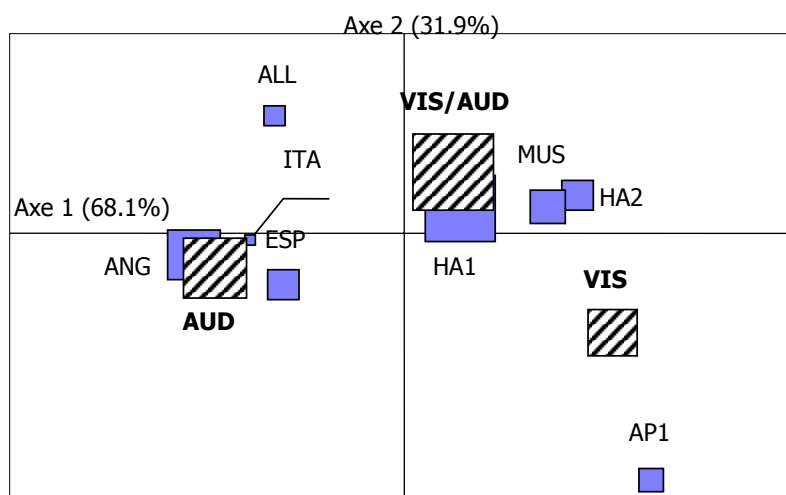 Axe 2 (31.9%)
ALL
VIS/AUD
ITA
MUS
HA2
Axe 1 (68.1%)
ESP
ANG
HA1
VIS
AUD
AP1